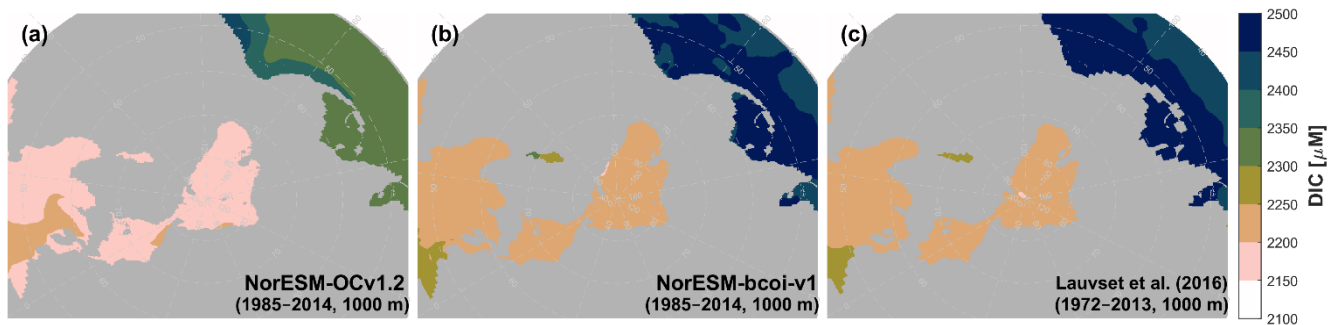 (a)
NorESM-OCv1.2
(1985−2014, 1000 m)
(b)
NorESM-bcoi-v1
(1985−2014, 1000 m)
(c)
Lauvset et al. (2016)
(1972−2013, 1000 m)
2500
2450
2400
2350
2300
2250
2200
2150
2100
DIC [μM]